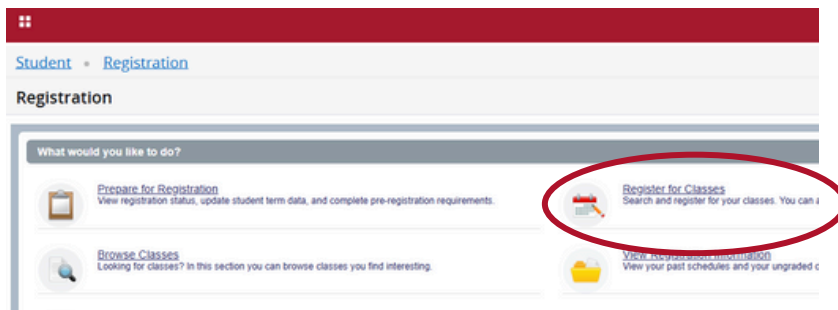 Student • Registration
Registration
What would you like to do?
Prepare for Registration
View registration status, update student term data, and complete pre-registration requirements.
Register for Classes
Search and register for your classes. You can a
Browse Classes
Looking for classes? In this section you can browse classes you find interesting.
View Registration Information
View your past schedules and your ungraded c